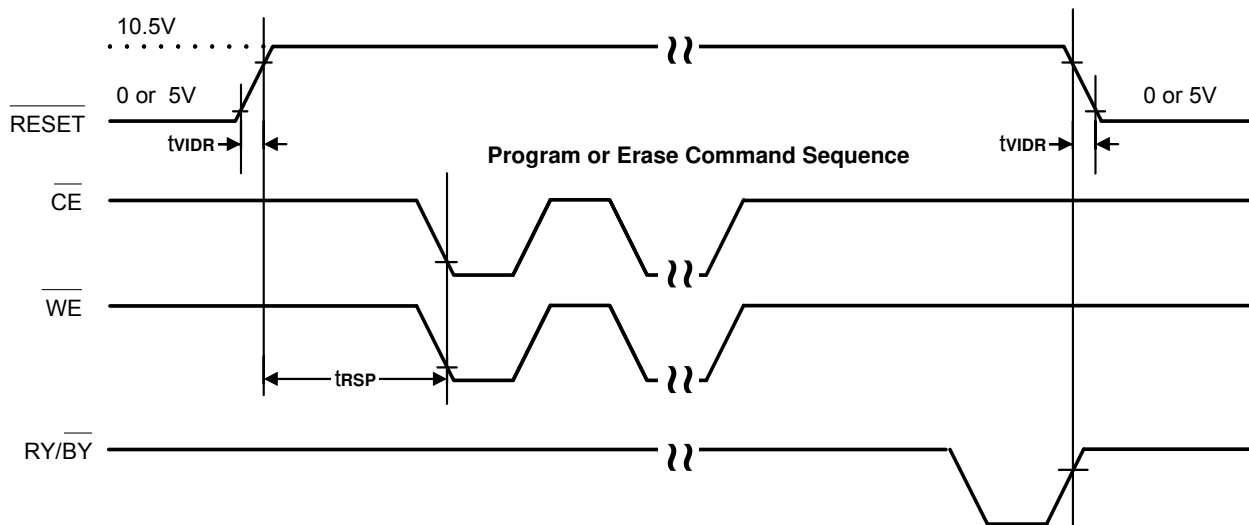 10.5V
0 or 5V
0 or 5V
RESET
tVIDR
tVIDR
Program or Erase Command Sequence
CE
WE
tRSP
RY/BY